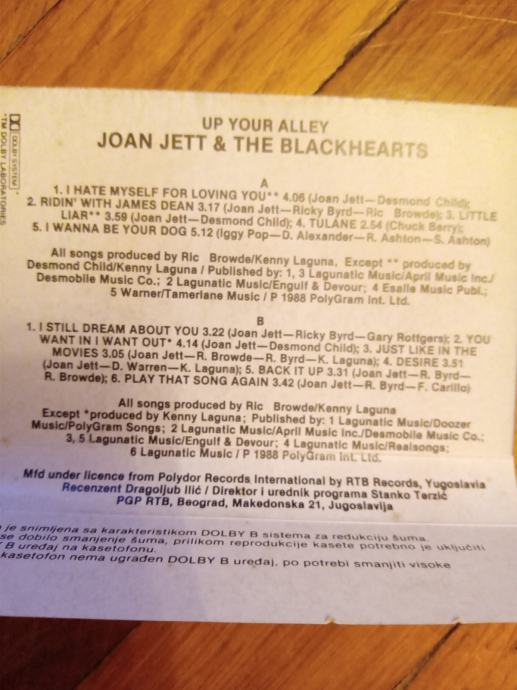 UP YOUR ALLEY
JOAN JETT & THE BLACKHEARTS
A
1. I HATE MYSELF FOR LOVING YOU** 4.06 (Joan Jett—Desmond Child);
2. RIDIN' WITH JAMES DEAN 3.17 (Joan Jett—Ricky Byrd—Ric Browde); 3. LITTLE
LIAR** 3.59 (Joan Jett—Desmond Child); 4. TULANE 2.54 (Chuck Berry);
5. I WANNA BE YOUR DOG 5.12 (Iggy Pop—D. Alexander—R. Ashton—S. Ashton)
All songs produced by Ric Browde/Kenny Laguna, Except ** produced by
Desmond Child/Kenny Laguna / Published by: 1, 3 Lagunatic Music/April Music Inc./
Desmobile Music Co.; 2 Lagunatic Music/Engulf & Devour; 4 Esalle Music Publ.;
5 Warner/Tamerlane Music / P 1988 PolyGram Int. Ltd.
B
1. I STILL DREAM ABOUT YOU 3.22 (Joan Jett—Ricky Byrd—Gary Rottgers); 2. YOU
WANT IN I WANT OUT* 4.14 (Joan Jett—Desmond Child); 3. JUST LIKE IN THE
MOVIES 3.05 (Joan Jett—R. Browde—R. Byrd—K. Laguna); 4. DESIRE 3.51
(Joan Jett—D. Warren—K. Laguna); 5. BACK IT UP 3.31 (Joan Jett—R. Byrd—
R. Browde); 6. PLAY THAT SONG AGAIN 3.42 (Joan Jett—R. Byrd—F. Carillo)
All songs produced by Ric Browde/Kenny Laguna
Except *produced by Kenny Laguna; Published by: 1 Lagunatic Music/Doozer
Music/PolyGram Songs; 2 Lagunatic Music/April Music Inc./Desmobile Music Co.;
3, 5 Lagunatic Music/Engulf & Devour; 4 Lagunatic Music/Realsongs;
6 Lagunatic Music / P 1988 PolyGram Int. Ltd.
Mfd under licence from Polydor Records International by RTB Records, Yugoslavia
Recenzent Dragoljub Ilić / Direktor i urednik programa Stanko Terzić
PGP RTB, Beograd, Makedonska 21, Jugoslavija
je snimljena sa karakteristikom DOLBY B sistema za redukciju šuma.
se dobilo smanjenje šuma, prilikom reprodukcije kasete potrebno je uključiti
B uređaj na kasetofonu.
kasetofon nema ugrađen DOLBY B uređaj, po potrebi smanjiti visoke
DOLBY SYSTEM
*TM DOLBY LABORATORIES